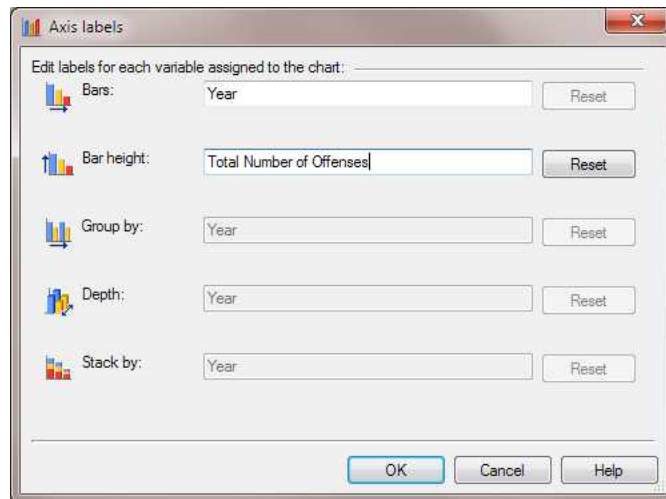 Axis labels
Edit labels for each variable assigned to the chart:
Bars: Year Reset
Bar height: Total Number of Offenses Reset
Group by: Year Reset
Depth: Year Reset
Stack by: Year Reset
OK Cancel Help